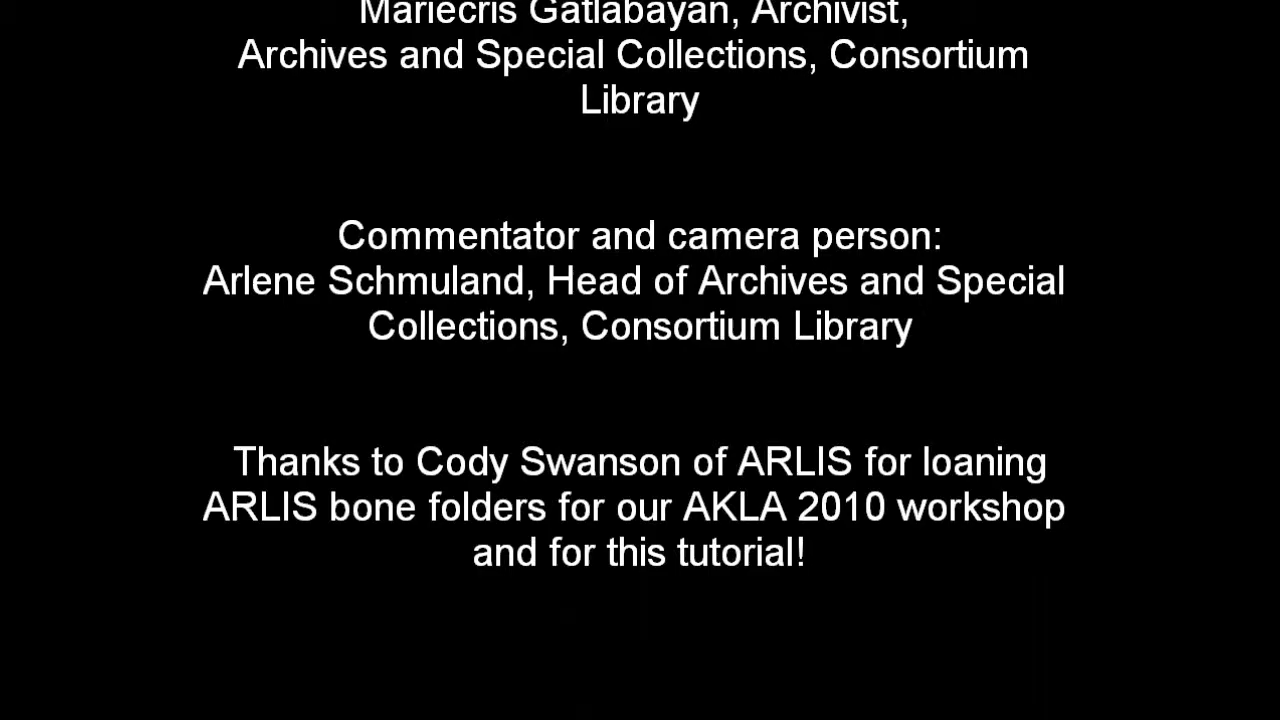 Mariecris Gatlabayan, Archivist,
Archives and Special Collections, Consortium
Library
Commentator and camera person:
Arlene Schmuland, Head of Archives and Special
Collections, Consortium Library
Thanks to Cody Swanson of ARLIS for loaning
ARLIS bone folders for our AKLA 2010 workshop
and for this tutorial!